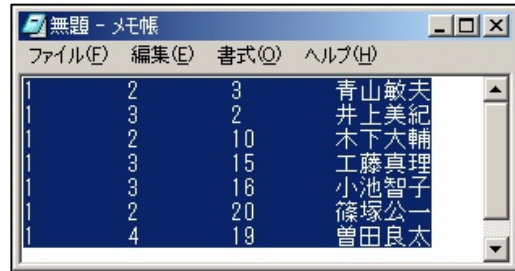 無題 - メモ帳
ファイル(F) 編集(E) 書式(O) ヘルプ(H)
1 2 3 青山敏夫
1 3 2 井上美紀
1 2 10 木下大輔
1 3 15 工藤真理
1 3 16 小池智子
1 2 20 篠塚公一
1 4 19 曽田良太